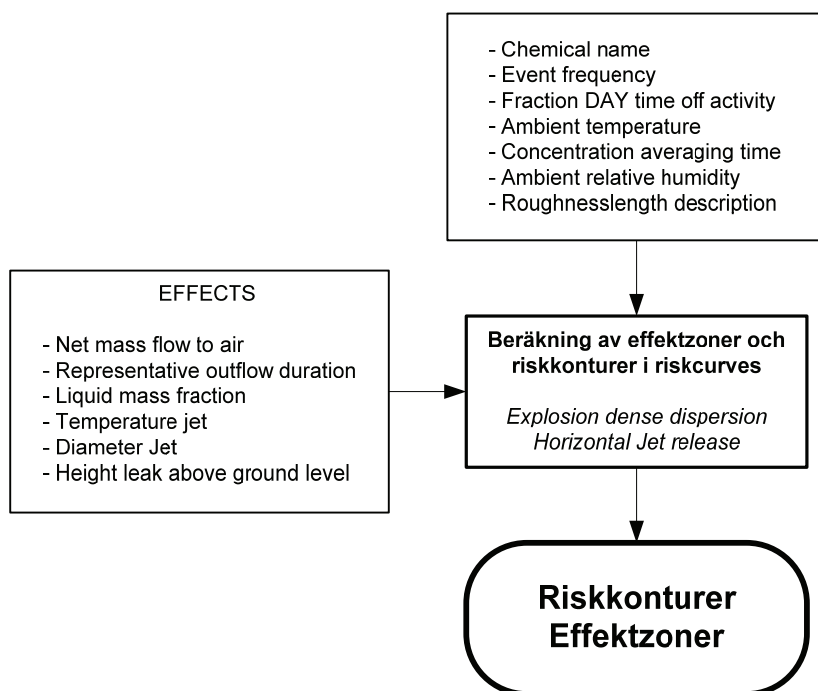 - Chemical name
- Event frequency
- Fraction DAY time off activity
- Ambient temperature
- Concentration averaging time
- Ambient relative humidity
- Roughnesslength description
EFFECTS
- Net mass flow to air
- Representative outflow duration
- Liquid mass fraction
- Temperature jet
- Diameter Jet
- Height leak above ground level
Beräkning av effektzoner och
riskkonturer i riskcurves
Explosion dense dispersion
Horizontal Jet release
Riskkonturer
Effektzoner